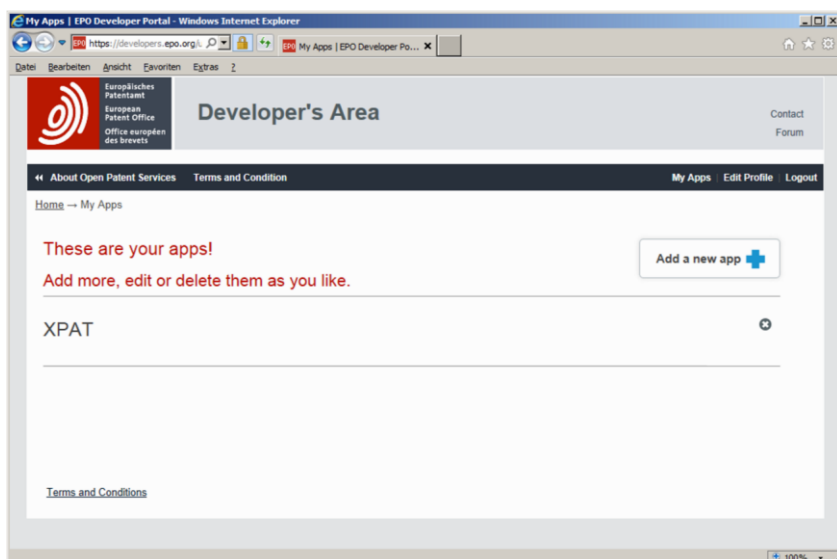 My Apps | EPO Developer Portal - Windows Internet Explorer
https://developers.epo.org/
EPO My Apps | EPO Developer Po...
Datei Bearbeiten Ansicht Favoriten Extras ?
Europäisches
Patentamt
European
Patent Office
Office européen
des brevets
Developer's Area
Contact
Forum
About Open Patent Services Terms and Condition My Apps | Edit Profile | Logout
Home → My Apps
These are your apps!
Add a new app
Add more, edit or delete them as you like.
XPAT
Terms and Conditions
100%